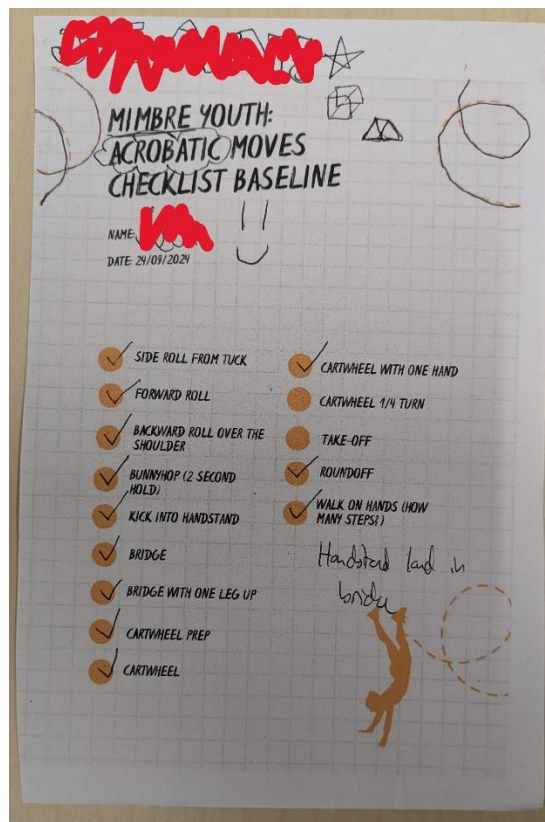 MIMBRE YOUTH:
ACROBATIC MOVES
CHECKLIST BASELINE
NAME:
DATE: 24/09/2024
SIDE ROLL FROM TUCK
FORWARD ROLL
BACKWARD ROLL OVER THE
SHOULDER
BUNNYHOP (2 SECOND
HOLD)
KICK INTO HANDSTAND
BRIDGE
BRIDGE WITH ONE LEG UP
CARTWHEEL PREP
CARTWHEEL
CARTWHEEL WITH ONE HAND
CARTWHEEL 1/4 TURN
TAKE-OFF
ROUNDOFF
WALK ON HANDS (HOW
MANY STEPS?)
Handstand land in
bridge